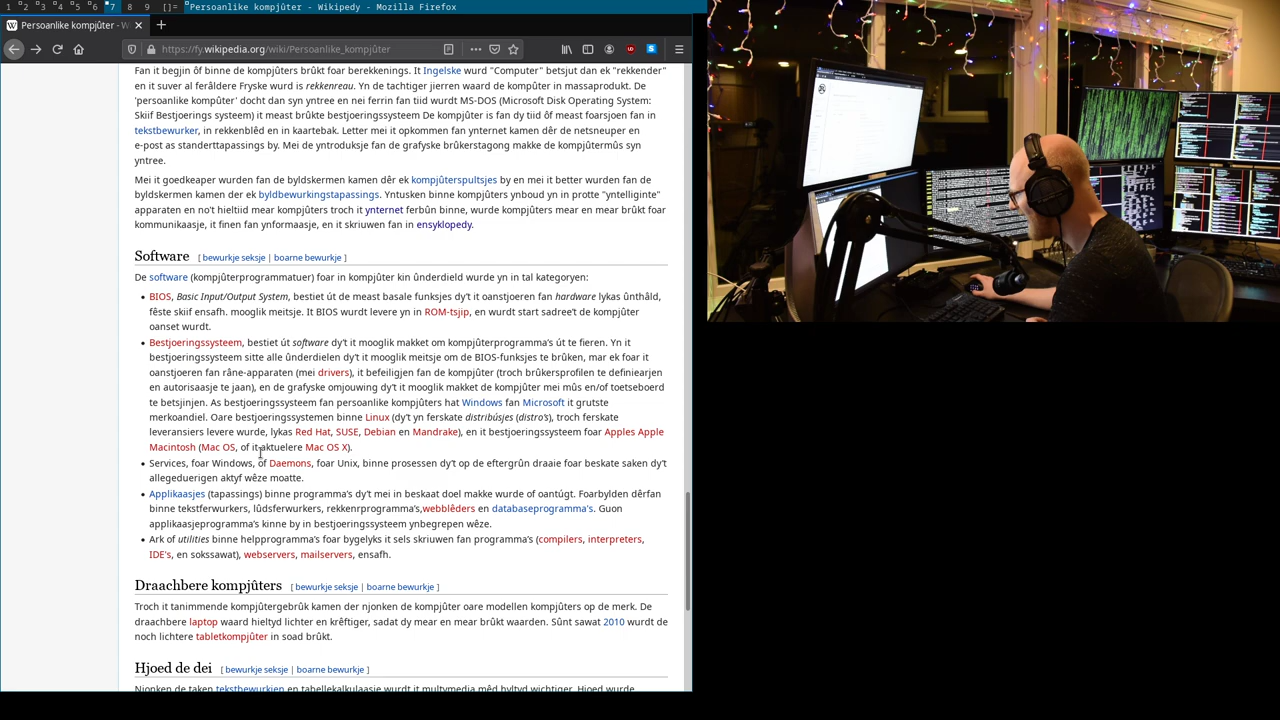 1 2 3 4 5 6 7 8 9 []= Persoanlike kompjûter - Wikipedy - Mozilla Firefox
Persoanlike kompjûter - W
https://fy.wikipedia.org/wiki/Persoanlike_kompjûter
Fan it begjin ôf binne de kompjûters brûkt foar berekkenings. It Ingelske wurd "Computer" betsjut dan ek "rekkender"
en it suver al ferâldere Fryske wurd is rekkenreau. Yn de tachtiger jierren waard de kompjûter in massaprodukt. De
'persoanlike kompûter' docht dan syn yntree en nei ferrin fan tiid wurdt MS-DOS (Microsoft Disk Operating System:
Skiif Bestjoerings systeem) it meast brûkte bestjoeringssysteem De kompjûter is fan dy tiid ôf meast foarsjoen fan in
tekstbewurker, in rekkenblêd en in kaartebak. Letter mei it opkommen fan ynternet kamen dêr de netsneuper en
e-post as standerttapassings by. Mei de yntroduksje fan de grafyske brûkerstagong makke de kompjûtermûs syn
yntree.
Mei it goedkeaper wurden fan de byldskermen kamen dêr ek kompjûterspultsjes by en mei it better wurden fan de
byldskermen kamen der ek byldbewurkingstapassings. Yntusken binne kompjûters ynboud yn in protte "yntelliginte"
apparaten en no't hieltiid mear kompjûters troch it ynternet ferbûn binne, wurde kompjûters mear en mear brûkt foar
kommunikaasje, it finen fan ynformaasje, en it skriuwen fan in ensyklopedy.
Software [ bewurkje seksje | boarne bewurkje ]
De software (kompjûterprogrammatuer) foar in kompjûter kin ûnderdield wurde yn in tal kategoryen:
• BIOS, Basic Input/Output System, bestiet út de meast basale funksjes dy't it oanstjoeren fan hardware lykas ûnthâld,
fêste skiif ensafh. mooglik meitsje. It BIOS wurdt levere yn in ROM-tsjip, en wurdt start sadree't de kompjûter
oanset wurdt.
• Bestjoeringssysteem, bestiet út software dy't it mooglik makket om kompjûterprogramma's út te fieren. Yn it
bestjoeringssysteem sitte alle ûnderdielen dy't it mooglik meitsje om de BIOS-funksjes te brûken, mar ek foar it
oanstjoeren fan râne-apparaten (mei drivers), it befeiligjen fan de kompjûter (troch brûkersprofilen te definiearjen
en autorisaasje te jaan), en de grafyske omjouwing dy't it mooglik makket de kompjûter mei mûs en/of toetseboerd
te betsjinjen. As bestjoeringssysteem fan persoanlike kompjûters hat Windows fan Microsoft it grutste
merkoandiel. Oare bestjoeringssystemen binne Linux (dy't yn ferskate distribúsjes (distro's), troch ferskate
leveransiers levere wurde, lykas Red Hat, SUSE, Debian en Mandrake), en it bestjoeringssysteem foar Apples Apple
Macintosh (Mac OS, of it aktuelere Mac OS X).
• Services, foar Windows, of Daemons, foar Unix, binne prosessen dy't op de eftergrûn draaie foar beskate saken dy't
allegeduerigen aktyf wêze moatte.
• Applikaasjes (tapassings) binne programma's dy't mei in beskaat doel makke wurde of oantúgt. Foarbylden dêrfan
binne tekstferwurkers, lûdsferwurkers, rekkenrprogramma's,webblêders en databaseprogramma's. Guon
applikaasjeprogramma's kinne by in bestjoeringssysteem ynbegrepen wêze.
• Ark of utilities binne helpprogramma's foar bygelyks it sels skriuwen fan programma's (compilers, interpreters,
IDE's, en sokssawat), webservers, mailservers, ensafh.
Draachbere kompjûters [ bewurkje seksje | boarne bewurkje ]
Troch it tanimmende kompjûtergebrûk kamen der njonken de kompjûter oare modellen kompjûters op de merk. De
draachbere laptop waard hieltyd lichter en krêftiger, sadat dy mear en mear brûkt waarden. Sûnt sawat 2010 wurdt de
noch lichtere tabletkompjûter in soad brûkt.
Hjoed de dei [ bewurkje seksje | boarne bewurkje ]
Njonken de taken tekstbewurkjen en tabellekalkulaasje wurdt it multymedia mêd hyltyd wichtiger. Hjoed wurde